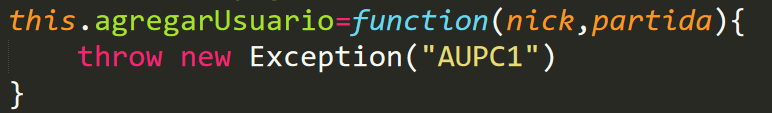 this.agregarUsuario=function(nick,partida){
throw new Exception("AUPC1")
}